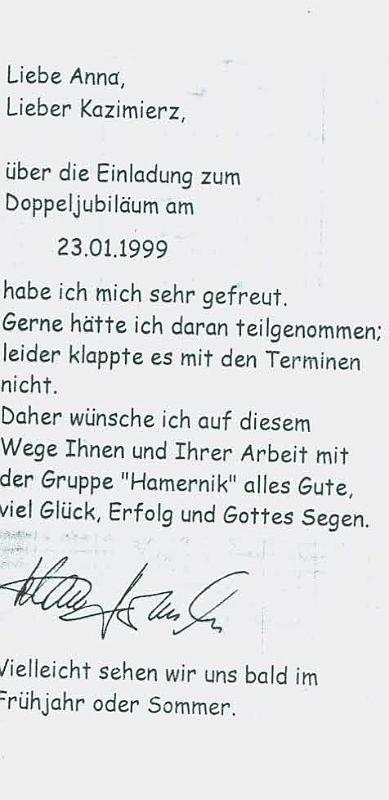 Liebe Anna,
Lieber Kazimierz,
über die Einladung zum
Doppeljubiläum am
23.01.1999
habe ich mich sehr gefreut.
Gerne hätte ich daran teilgenommen;
leider klappte es mit den Terminen
nicht.
Daher wünsche ich auf diesem
Wege Ihnen und Ihrer Arbeit mit
der Gruppe "Hamernik" alles Gute,
viel Glück, Erfolg und Gottes Segen.
Vielleicht sehen wir uns bald im
Frühjahr oder Sommer.